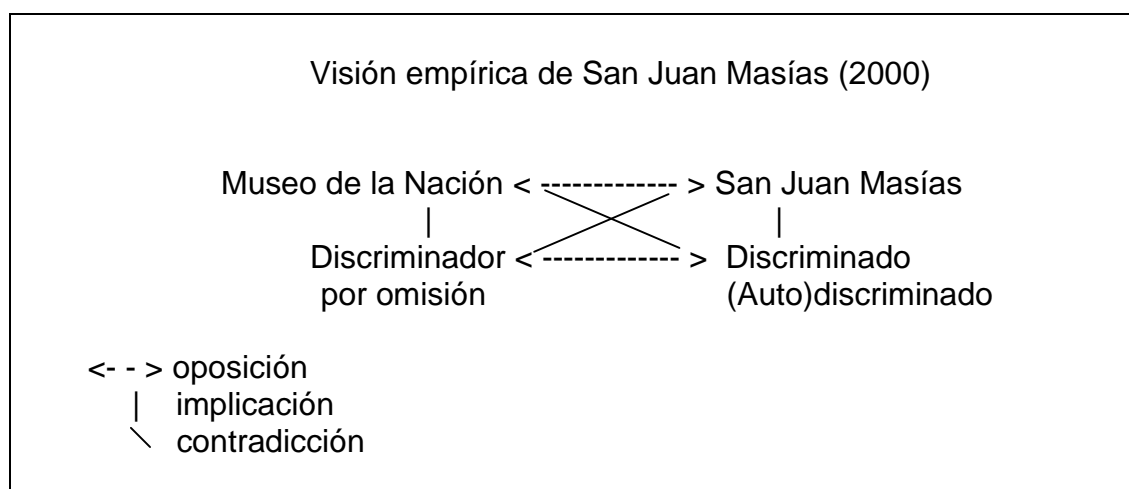 Visión empírica de San Juan Masías (2000)
Museo de la Nación < ------------- > San Juan Masías
| |
Discriminador < ------------- > Discriminado
por omisión (Auto)discriminado
<- - > oposición
| implicación
\ contradicción